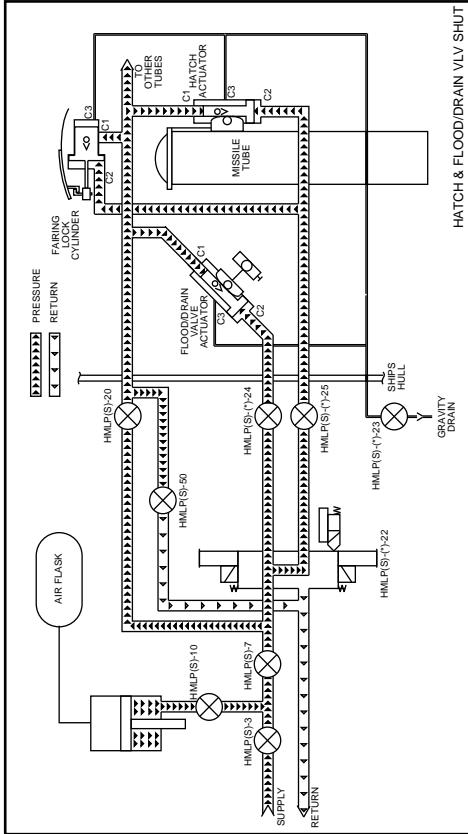 PRESSURE
RETURN
AIR FLASK
FAIRING
LOCK
CYLINDER
C3
C1
C2
TO
OTHER
TUBES
C1
HATCH
ACTUATOR
C3
C2
MISSILE
TUBE
FLOOD/DRAIN
VALVE
ACTUATOR
C1
C3
C2
HMLP(S)-20
HMLP(S)-50
HMLP(S)-(*)-24
HMLP(S)-(*)-25
HMLP(S)-(*)-23
SHIPS
HULL
GRAVITY
DRAIN
HMLP(S)-(*)-22
HMLP(S)-10
HMLP(S)-7
HMLP(S)-3
SUPPLY
RETURN
HATCH & FLOOD/DRAIN VLV SHUT